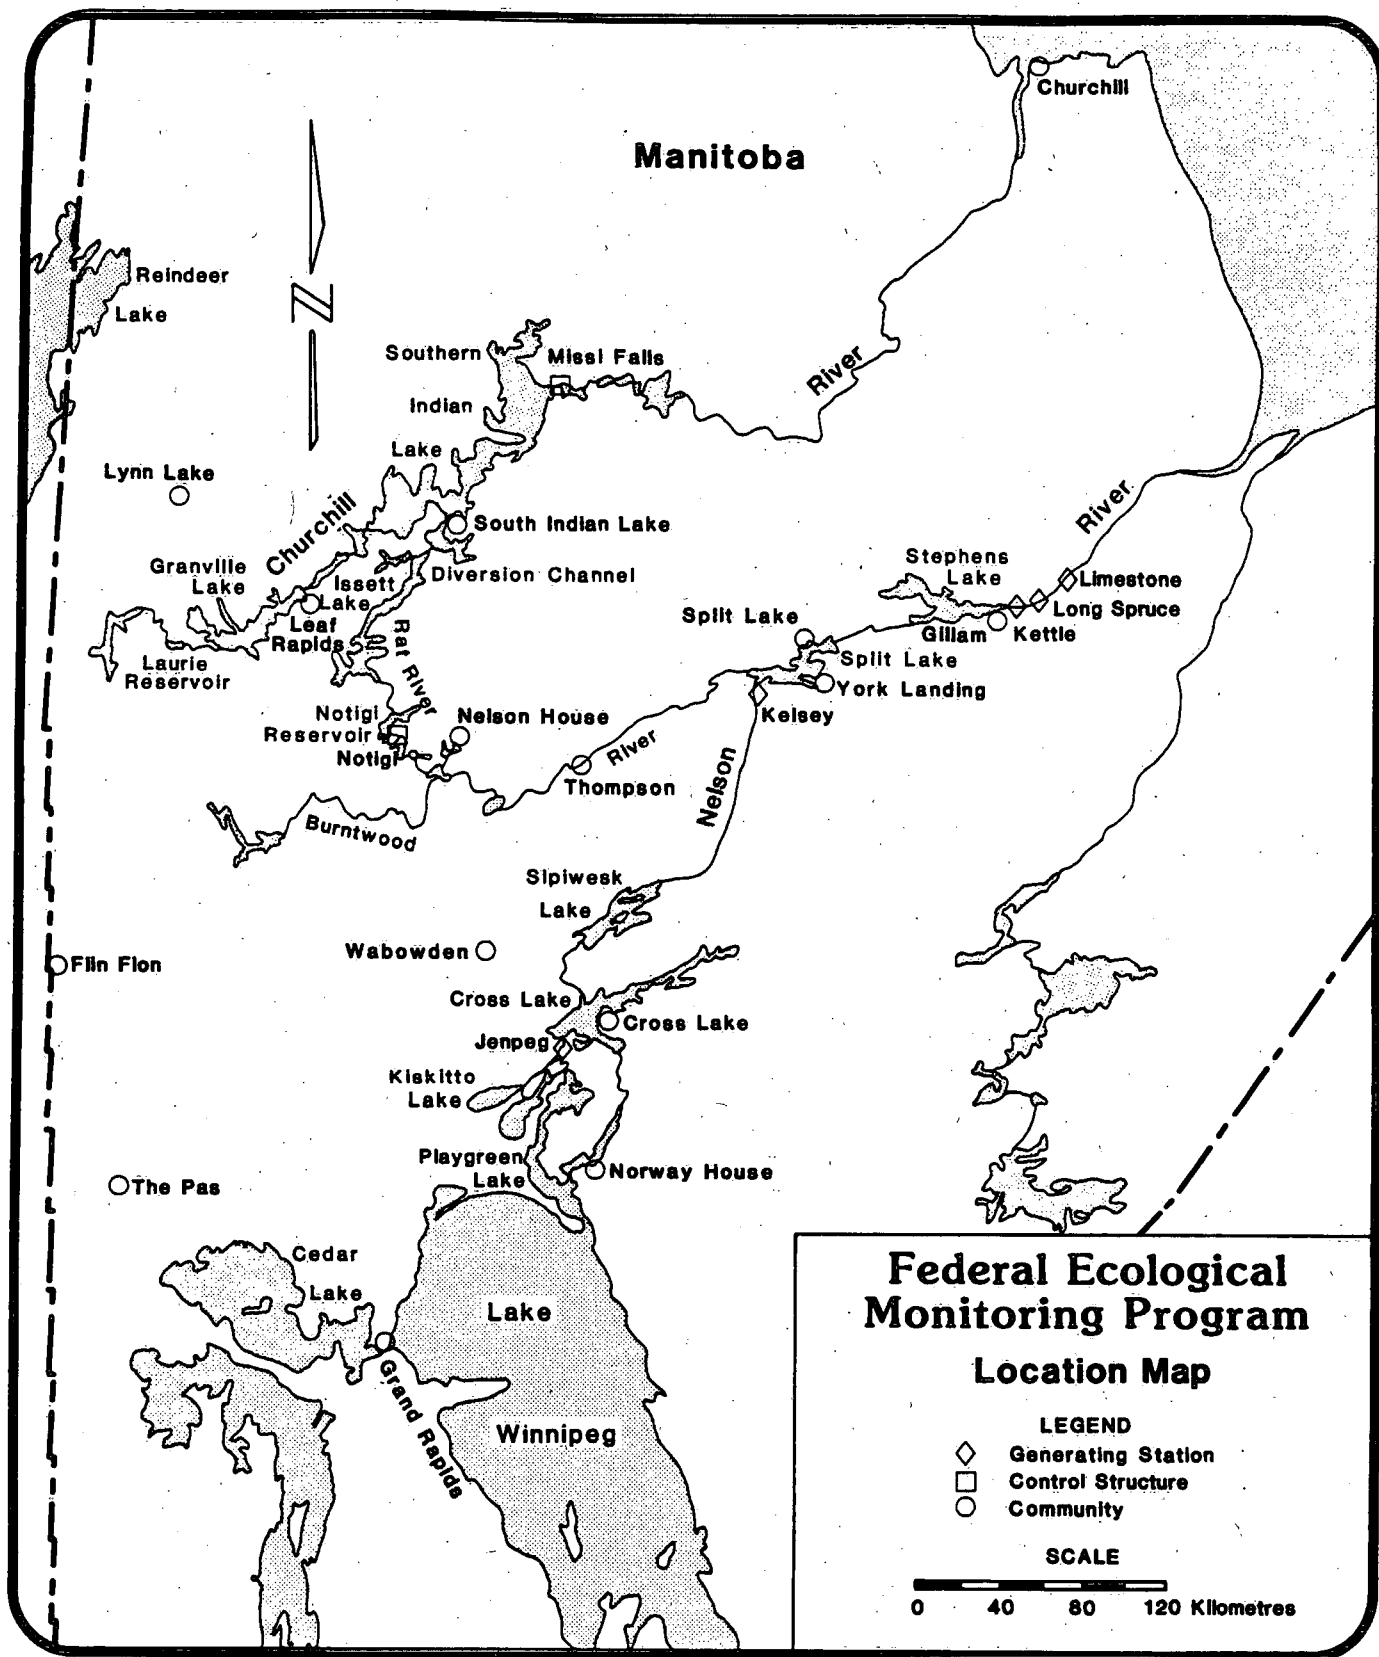 Churchill
Manitoba
Reindeer
Lake
N
Southern
Indian
Lake
Missi Falls
River
Lynn Lake
Churchill
South Indian Lake
Granville
Lake
Issett
Lake
Diversion Channel
Leaf
Rapids
Laurie
Reservoir
Rat River
Stephens
Lake
River
Limestone
Long Spruce
Gillam
Kettle
Split Lake
Split Lake
York Landing
Kelsey
Notigi
Reservoir
Notigi
Nelson House
River
Thompson
Nelson
Burntwood
Sipiwesk
Lake
Wabowden
Flin Flon
Cross Lake
Cross Lake
Jenpeg
Kiskitto
Lake
Playgreen
Lake
Norway House
The Pas
Cedar
Lake
Lake
Winnipeg
Grand Rapids
Federal Ecological
Monitoring Program
Location Map
LEGEND
Generating Station
Control Structure
Community
SCALE
0 40 80 120 Kilometres